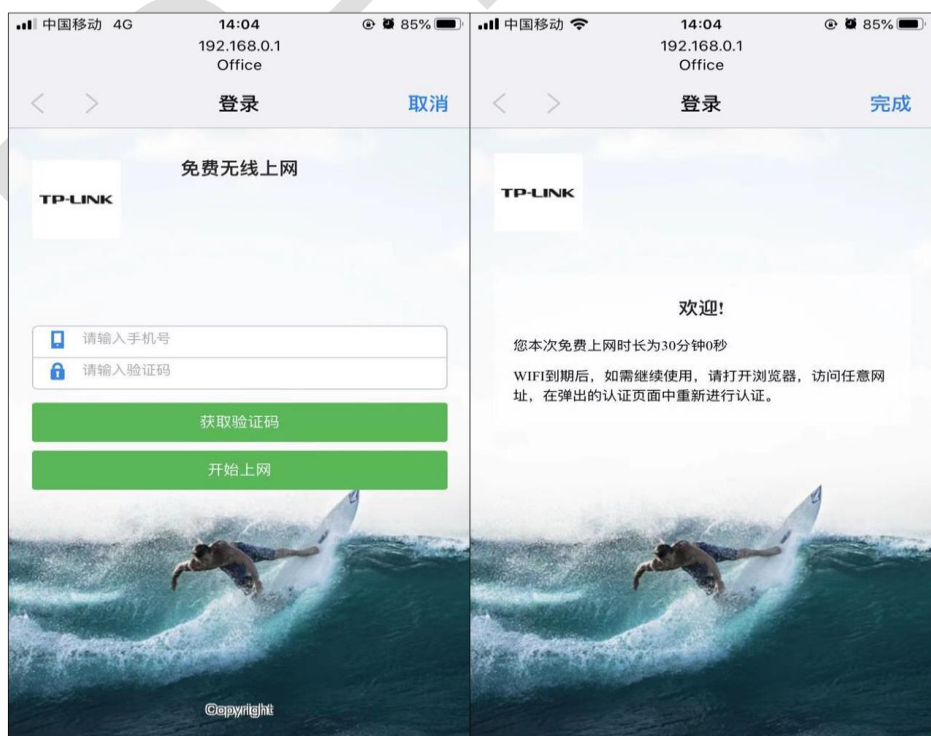 中国移动 4G 14:04 85%
192.168.0.1
Office
登录 取消
TP-LINK
免费无线上网
请输入手机号
请输入验证码
获取验证码
开始上网
Copyright
中国移动 14:04 85%
192.168.0.1
Office
登录 完成
TP-LINK
欢迎!
您本次免费上网时长为30分钟0秒
WIFI到期后，如需继续使用，请打开浏览器，访问任意网
址，在弹出的认证页面中重新进行认证。